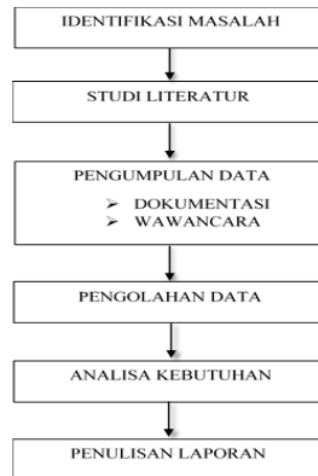 IDENTIFIKASI MASALAH
STUDI LITERATUR
PENGUMPULAN DATA
➢ DOKUMENTASI
➢ WAWANCARA
PENGOLAHAN DATA
ANALISA KEBUTUHAN
PENULISAN LAPORAN